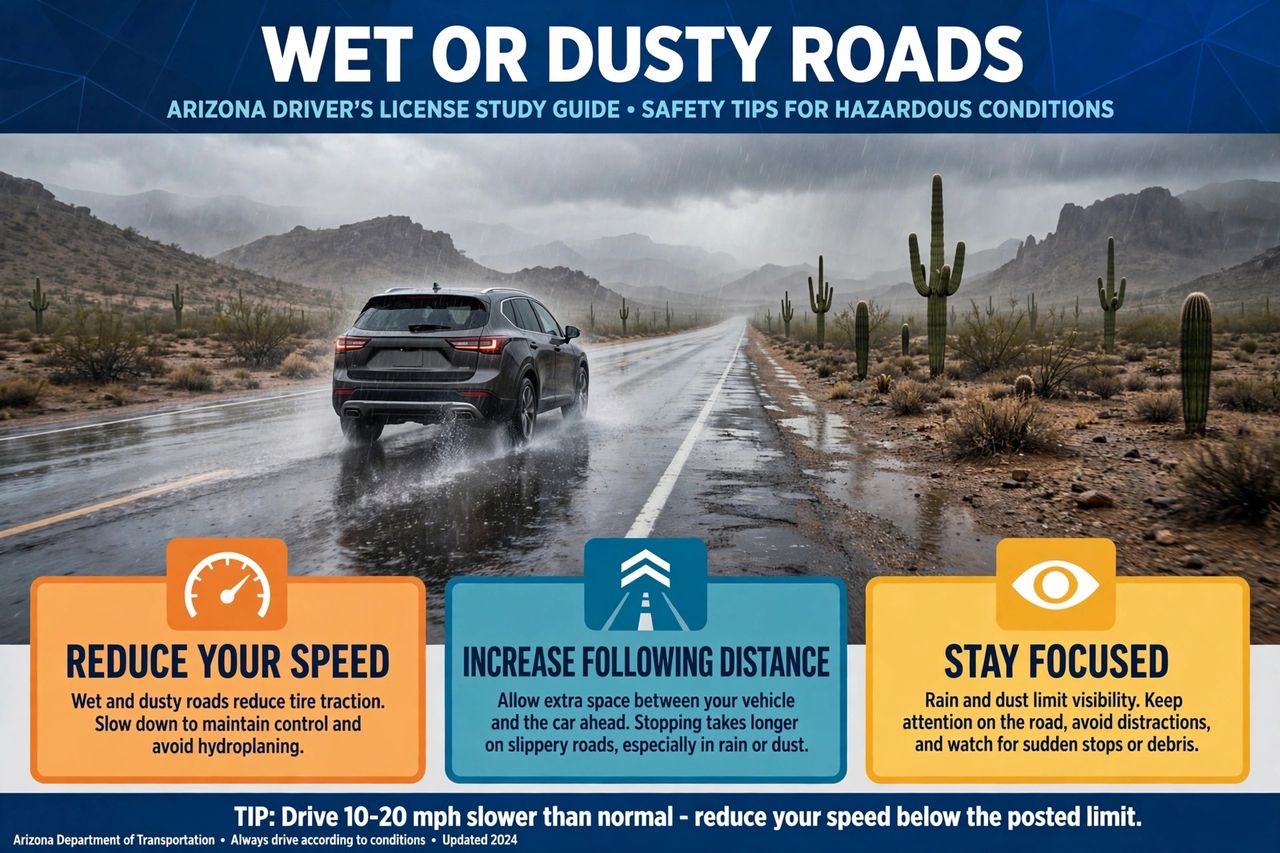 WET OR DUSTY ROADS
ARIZONA DRIVER'S LICENSE STUDY GUIDE • SAFETY TIPS FOR HAZARDOUS CONDITIONS
REDUCE YOUR SPEED
Wet and dusty roads reduce tire traction.
Slow down to maintain control and
avoid hydroplaning.
INCREASE FOLLOWING DISTANCE
Allow extra space between your vehicle
and the car ahead. Stopping takes longer
on slippery roads, especially in rain or dust.
STAY FOCUSED
Rain and dust limit visibility. Keep
attention on the road, avoid distractions,
and watch for sudden stops or debris.
TIP: Drive 10-20 mph slower than normal - reduce your speed below the posted limit.
Arizona Department of Transportation • Always drive according to conditions • Updated 2024